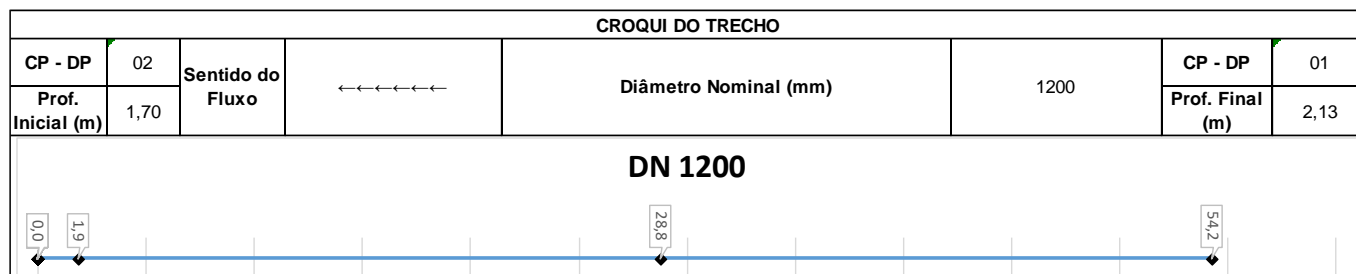 CROQUI DO TRECHO
CP - DP 02 Sentido do Fluxo ←←←←←← Diâmetro Nominal (mm) 1200 CP - DP 01
Prof. Inicial (m) 1,70 Prof. Final (m) 2,13
DN 1200
0,0 1,9 28,8 54,2